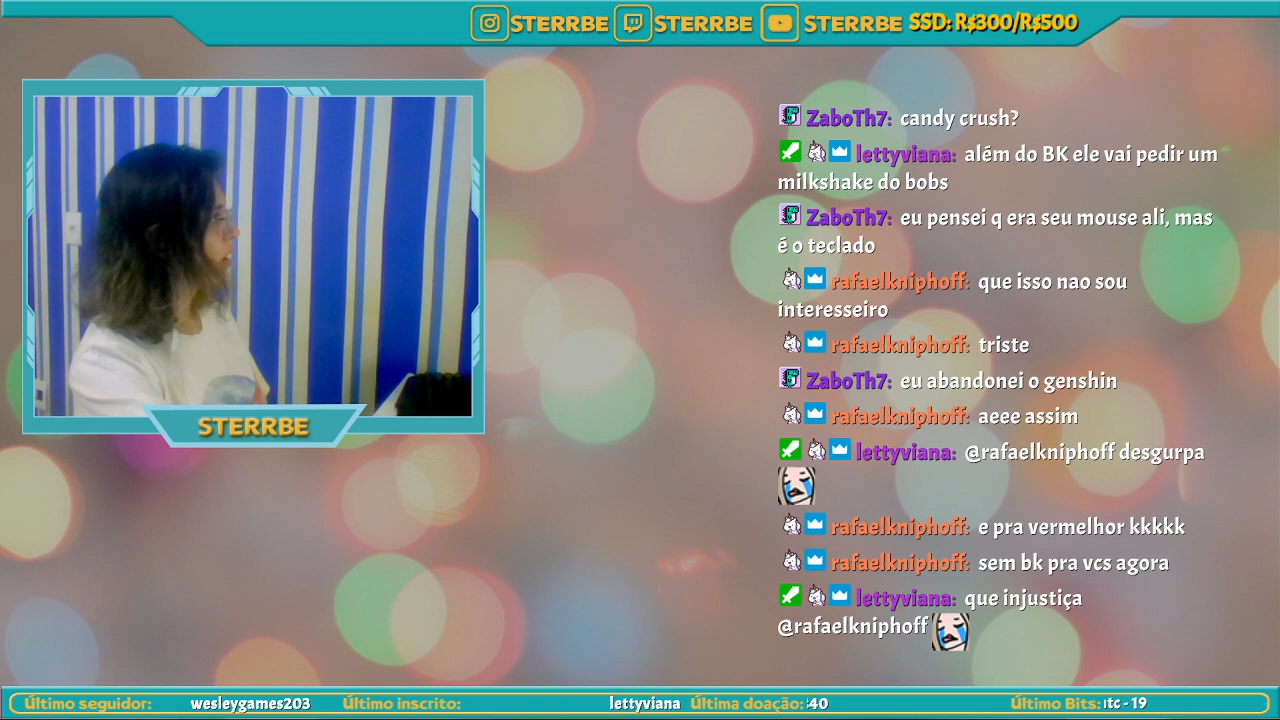 STERRBE STERRBE STERRBE SSD: R$300/R$500
ZaboTh7: candy crush?
lettyviana: além do BK ele vai pedir um
milkshake do bobs
ZaboTh7: eu pensei q era seu mouse ali, mas
é o teclado
rafaelkniphoff: que isso nao sou
interesseiro
rafaelkniphoff: triste
ZaboTh7: eu abandonei o genshin
rafaelkniphoff: aeee assim
lettyviana: @rafaelkniphoff desgurpa
rafaelkniphoff: e pra vermelhor kkkkk
rafaelkniphoff: sem bk pra vcs agora
lettyviana: que injustiça
@rafaelkniphoff
STERRBE
Último seguidor: wesleygames203 Último inscrito: lettyviana Última doação: 40 Último Bits: tc - 19